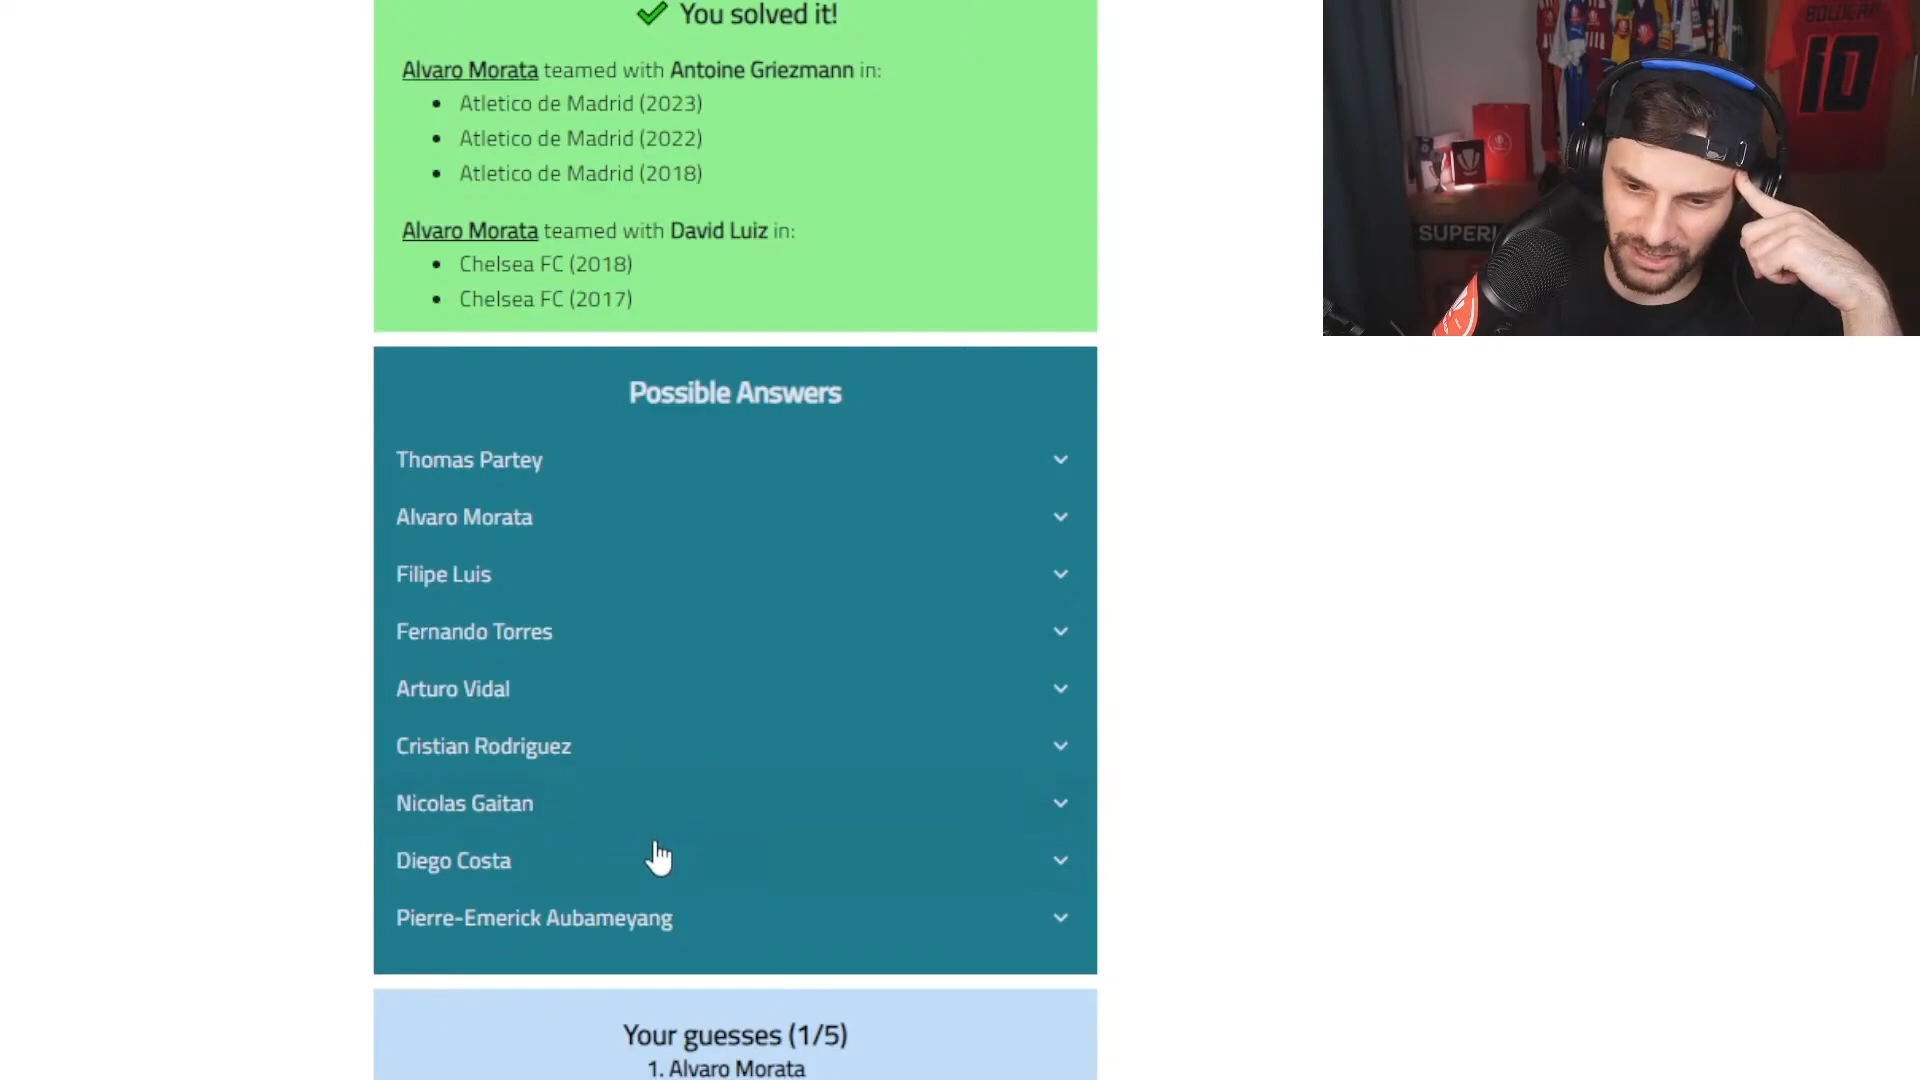 You solved it!
Alvaro Morata teamed with Antoine Griezmann in:
Atletico de Madrid (2023)
Atletico de Madrid (2022)
Atletico de Madrid (2018)
Alvaro Morata teamed with David Luiz in:
Chelsea FC (2018)
Chelsea FC (2017)
Possible Answers
Thomas Partey
Alvaro Morata
Filipe Luis
Fernando Torres
Arturo Vidal
Cristian Rodriguez
Nicolas Gaitan
Diego Costa
Pierre-Emerick Aubameyang
Your guesses (1/5)
1. Alvaro Morata
10